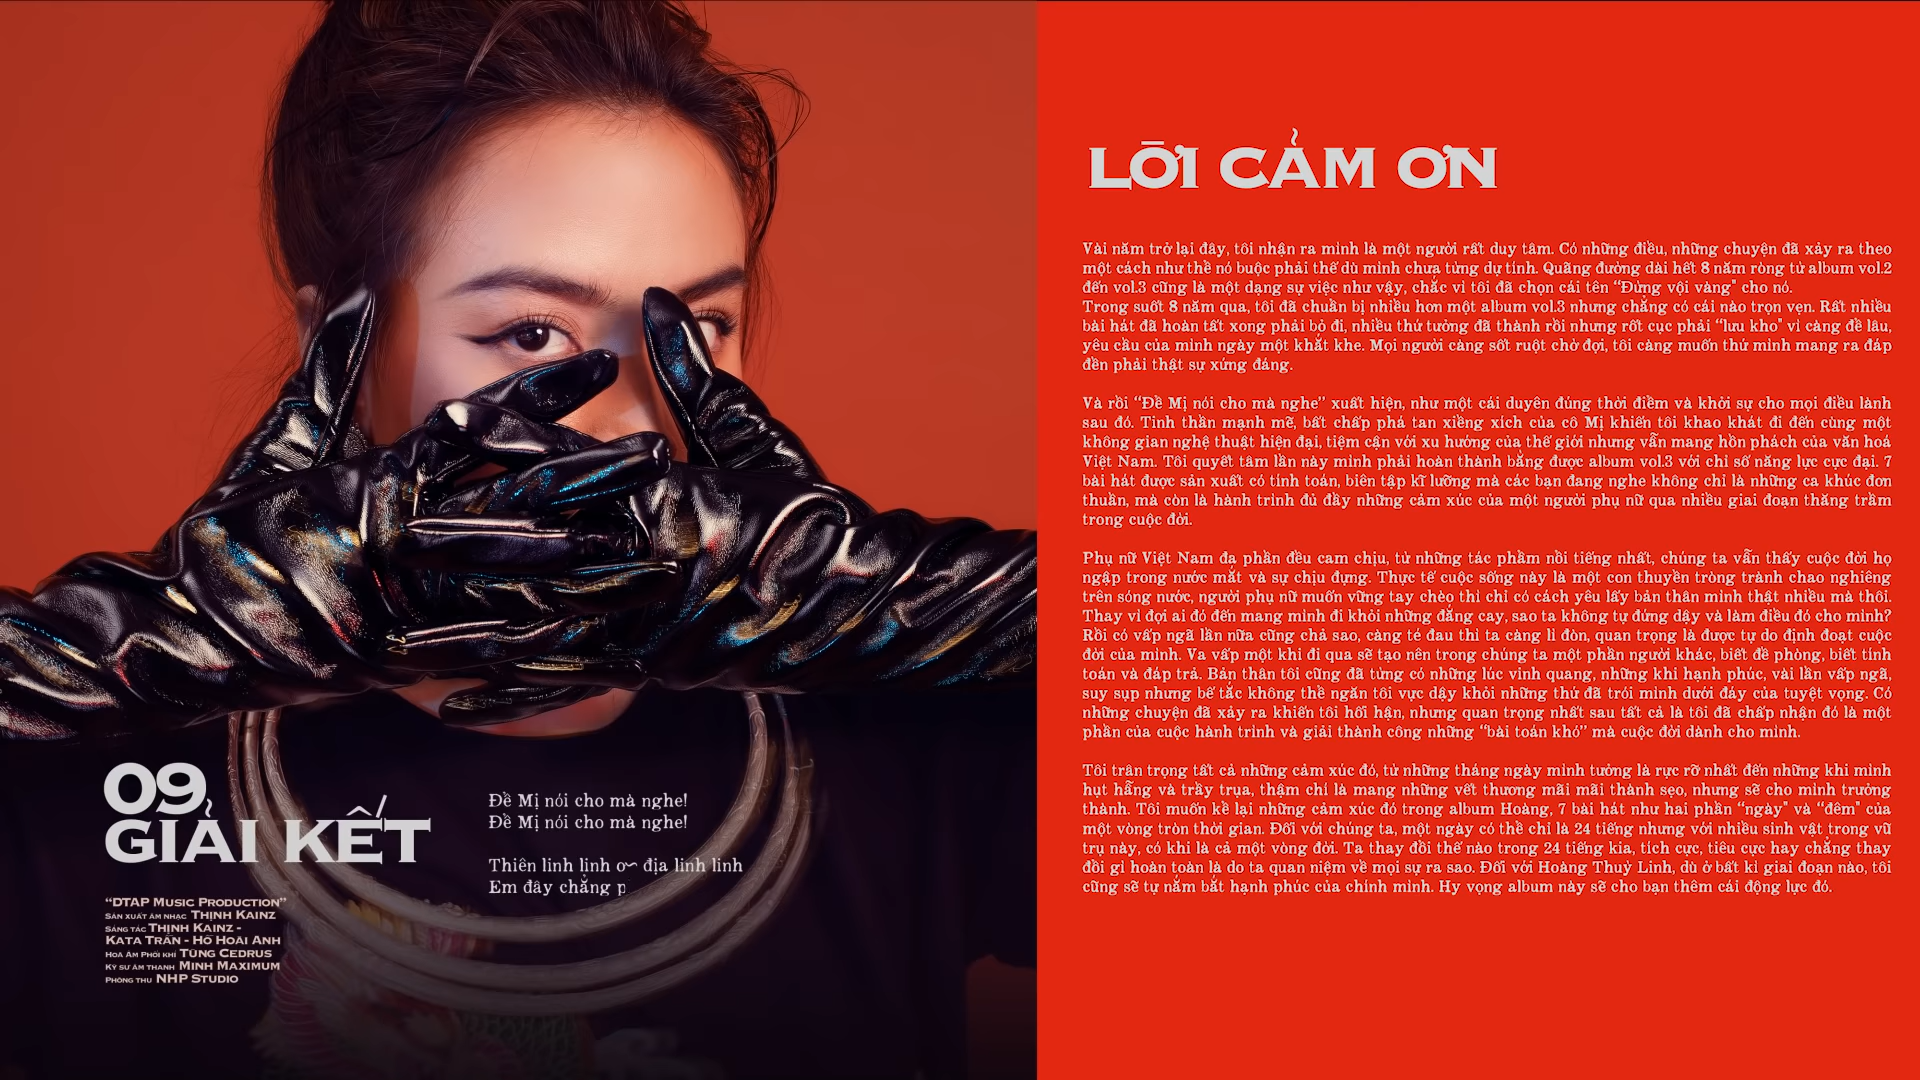 09
GIẢI KẾT
“DTAP MUSIC PRODUCTION”
SẢN XUẤT ÂM NHẠC THỊNH KAINZ
SÁNG TÁC THỊNH KAINZ -
KATA TRẦN - HỒ HOÀI ANH
HOÀ ÂM PHỐI KHÍ TÙNG CEDRUS
KỸ SƯ ÂM THANH MINH MAXIMUM
PHÒNG THU NHP STUDIO
Để Mị nói cho mà nghe!
Để Mị nói cho mà nghe!
Thiên linh linh ơ~ địa linh linh
Em đây chẳng p
LỜI CẢM ƠN
Vài năm trở lại đây, tôi nhận ra mình là một người rất duy tâm. Có những điều, những chuyện đã xảy ra theo
một cách như thể nó buộc phải thế dù mình chưa từng dự tính. Quãng đường dài hết 8 năm ròng từ album vol.2
đến vol.3 cũng là một dạng sự việc như vậy, chắc vì tôi đã chọn cái tên “Đừng vội vàng" cho nó.
Trong suốt 8 năm qua, tôi đã chuẩn bị nhiều hơn một album vol.3 nhưng chẳng có cái nào trọn vẹn. Rất nhiều
bài hát đã hoàn tất xong phải bỏ đi, nhiều thứ tưởng đã thành rồi nhưng rốt cục phải “lưu kho" vì càng để lâu,
yêu cầu của mình ngày một khắt khe. Mọi người càng sốt ruột chờ đợi, tôi càng muốn thứ mình mang ra đáp
đền phải thật sự xứng đáng.
Và rồi “Để Mị nói cho mà nghe” xuất hiện, như một cái duyên đúng thời điểm và khởi sự cho mọi điều lành
sau đó. Tinh thần mạnh mẽ, bất chấp phá tan xiềng xích của cô Mị khiến tôi khao khát đi đến cùng một
không gian nghệ thuật hiện đại, tiệm cận với xu hướng của thế giới nhưng vẫn mang hồn phách của văn hoá
Việt Nam. Tôi quyết tâm lần này mình phải hoàn thành bằng được album vol.3 với chỉ số năng lực cực đại. 7
bài hát được sản xuất có tính toán, biên tập kĩ lưỡng mà các bạn đang nghe không chỉ là những ca khúc đơn
thuần, mà còn là hành trình đủ đầy những cảm xúc của một người phụ nữ qua nhiều giai đoạn thăng trầm
trong cuộc đời.
Phụ nữ Việt Nam đa phần đều cam chịu, từ những tác phẩm nổi tiếng nhất, chúng ta vẫn thấy cuộc đời họ
ngập trong nước mắt và sự chịu đựng. Thực tế cuộc sống này là một con thuyền tròng trành chao nghiêng
trên sóng nước, người phụ nữ muốn vững tay chèo thì chỉ có cách yêu lấy bản thân mình thật nhiều mà thôi.
Thay vì đợi ai đó đến mang mình đi khỏi những đắng cay, sao ta không tự đứng dậy và làm điều đó cho mình?
Rồi có vấp ngã lần nữa cũng chả sao, càng té đau thì ta càng lì đòn, quan trọng là được tự do định đoạt cuộc
đời của mình. Va vấp một khi đi qua sẽ tạo nên trong chúng ta một phần người khác, biết đề phòng, biết tính
toán và đáp trả. Bản thân tôi cũng đã từng có những lúc vinh quang, những khi hạnh phúc, vài lần vấp ngã,
suy sụp nhưng bế tắc không thể ngăn tôi vực dậy khỏi những thứ đã trói mình dưới đáy của tuyệt vọng. Có
những chuyện đã xảy ra khiến tôi hối hận, nhưng quan trọng nhất sau tất cả là tôi đã chấp nhận đó là một
phần của cuộc hành trình và giải thành công những “bài toán khó” mà cuộc đời dành cho mình.
Tôi trân trọng tất cả những cảm xúc đó, từ những tháng ngày mình tưởng là rực rỡ nhất đến những khi mình
hụt hẫng và trầy trụa, thậm chí là mang những vết thương mãi mãi thành sẹo, nhưng sẽ cho mình trưởng
thành. Tôi muốn kể lại những cảm xúc đó trong album Hoàng, 7 bài hát như hai phần “ngày" và “đêm" của
một vòng tròn thời gian. Đối với chúng ta, một ngày có thể chỉ là 24 tiếng nhưng với nhiều sinh vật trong vũ
trụ này, có khi là cả một vòng đời. Ta thay đổi thế nào trong 24 tiếng kia, tích cực, tiêu cực hay chẳng thay
đổi gì hoàn toàn là do ta quan niệm về mọi sự ra sao. Đối với Hoàng Thuỳ Linh, dù ở bất kì giai đoạn nào, tôi
cũng sẽ tự nắm bắt hạnh phúc của chính mình. Hy vọng album này sẽ cho bạn thêm cái động lực đó.